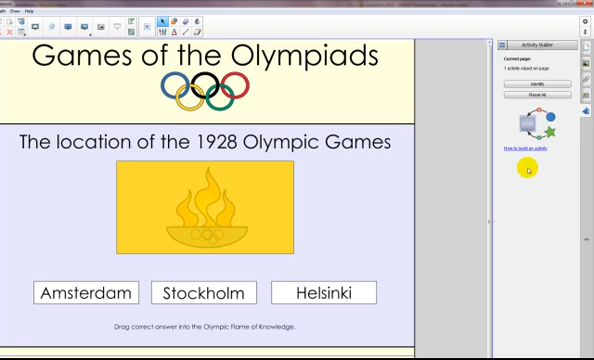 Draw Help
Activity Builder
Current page:
1 activity object on page
Identify
Reset All
How to build an activity
Games of the Olympiads
The location of the 1928 Olympic Games
Amsterdam Stockholm Helsinki
Drag correct answer into the Olympic Flame of Knowledge.